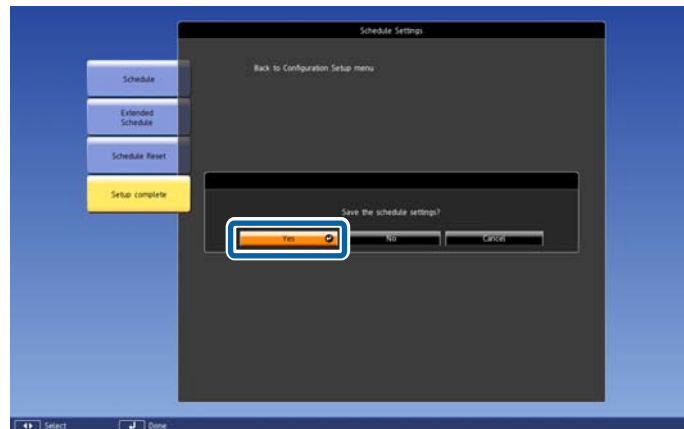 Schedule Settings
Schedule
Extended
Schedule
Schedule Reset
Setup complete
Back to Configuration Setup menu
Save the schedule settings?
Yes No Cancel
Select Done